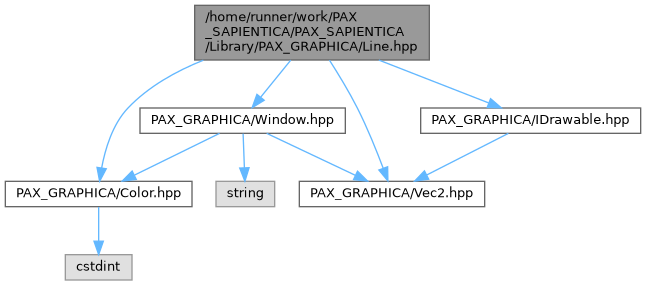 /home/runner/work/PAX
_SAPIENTICA/PAX_SAPIENTICA
/Library/PAX_GRAPHICA/Line.hpp
PAX_GRAPHICA/Window.hpp
PAX_GRAPHICA/IDrawable.hpp
PAX_GRAPHICA/Color.hpp
string
PAX_GRAPHICA/Vec2.hpp
cstdint